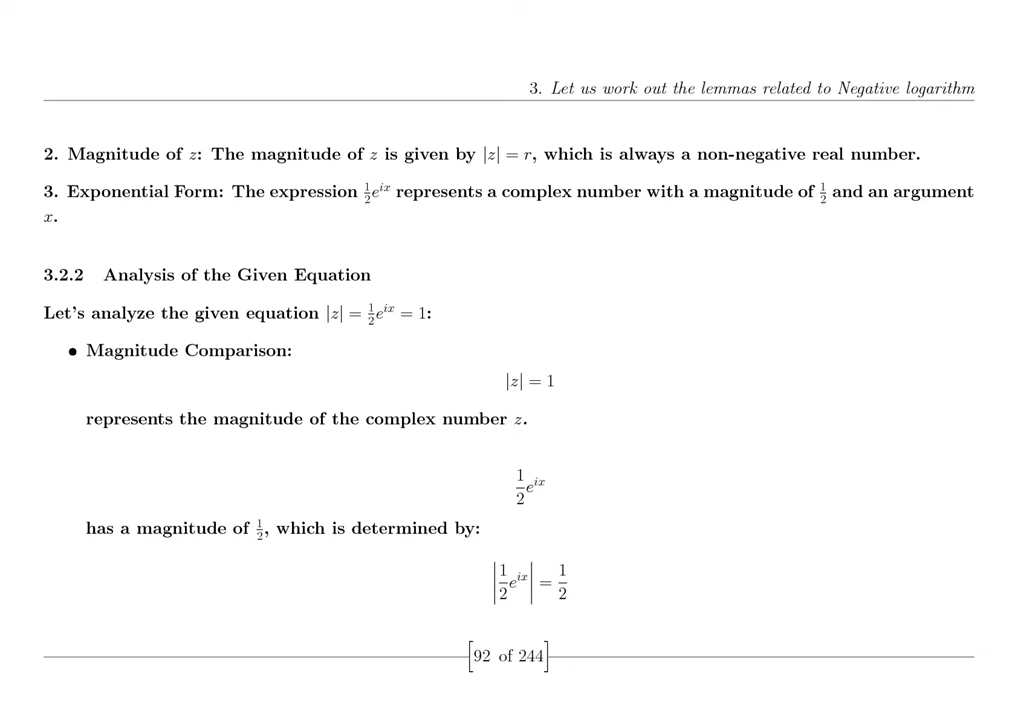 3. Let us work out the lemmas related to Negative logarithm
2. Magnitude of z: The magnitude of z is given by |z| = r, which is always a non-negative real number.
3. Exponential Form: The expression ½e^{ix} represents a complex number with a magnitude of ½ and an argument
x.
3.2.2 Analysis of the Given Equation
Let's analyze the given equation |z| = ½e^{ix} = 1:
• Magnitude Comparison:
|z| = 1
represents the magnitude of the complex number z.
½e^{ix}
has a magnitude of ½, which is determined by:
|½e^{ix}| = ½
[92 of 244]